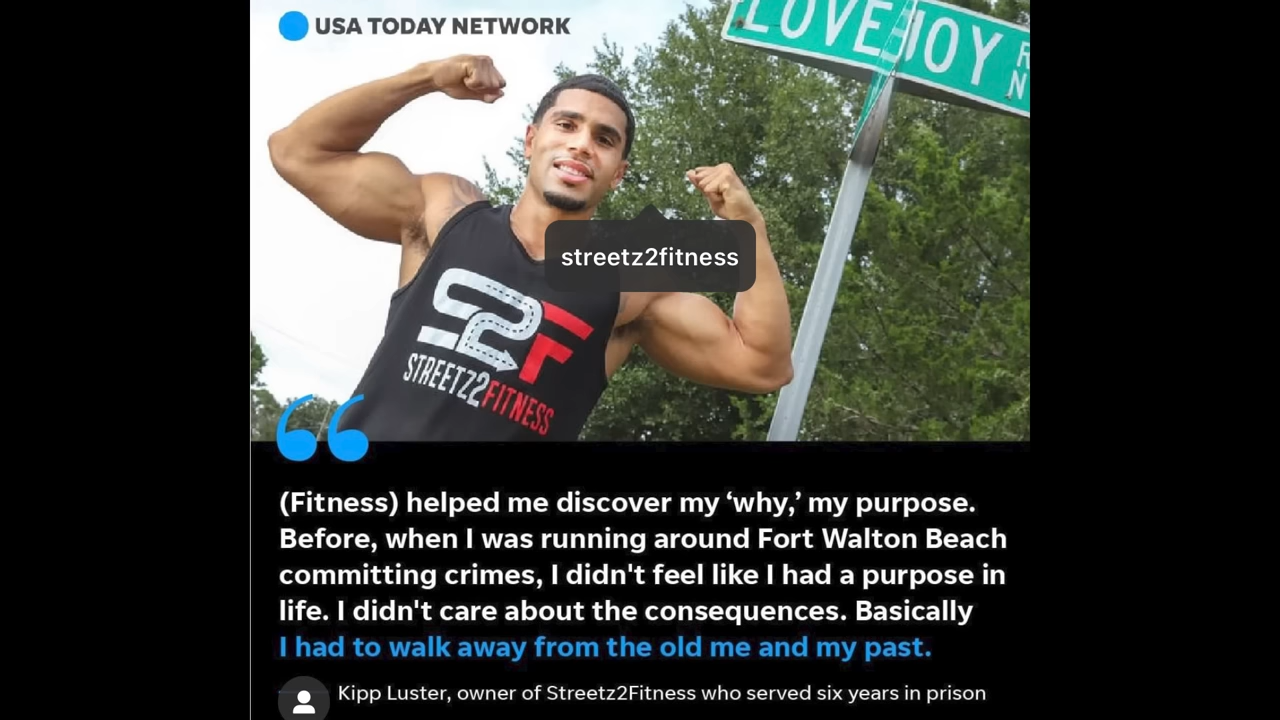 USA TODAY NETWORK
LOVEJOY R
N
streetz2fitness
S2F
STREETZ2FITNESS
“
(Fitness) helped me discover my ‘why,’ my purpose.
Before, when I was running around Fort Walton Beach
committing crimes, I didn't feel like I had a purpose in
life. I didn't care about the consequences. Basically
I had to walk away from the old me and my past.
Kipp Luster, owner of Streetz2Fitness who served six years in prison